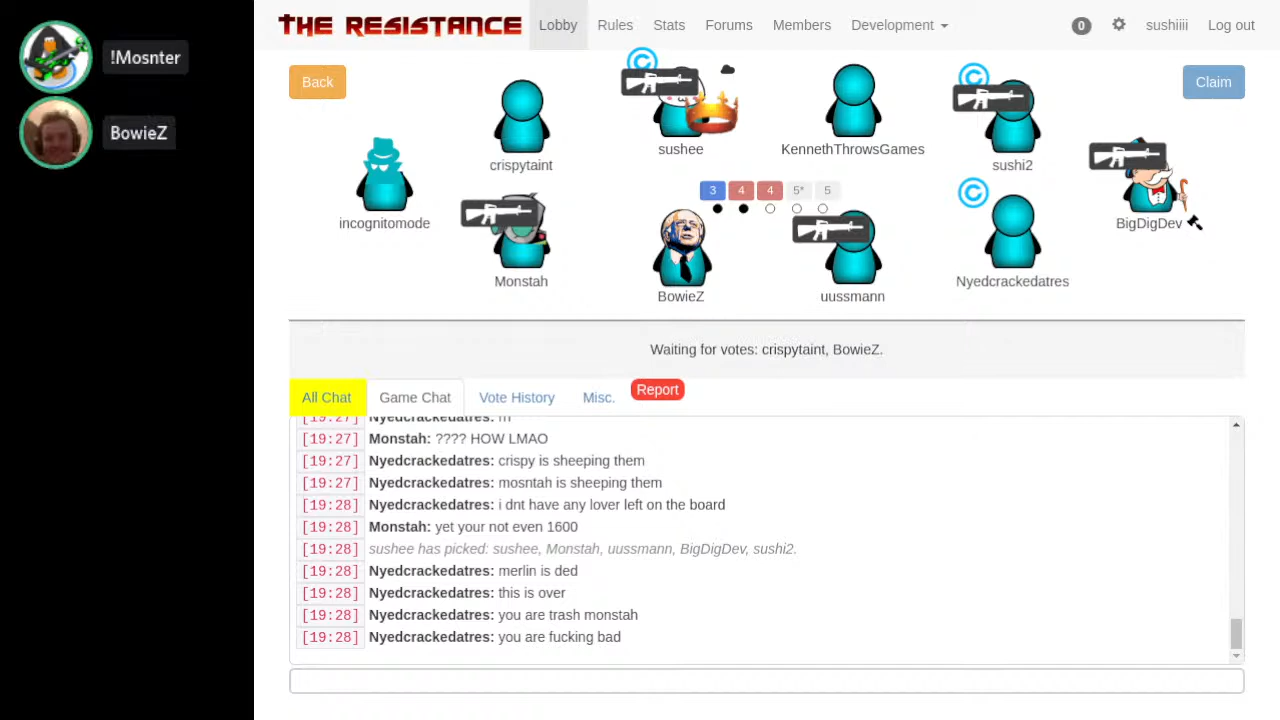 !Mosnter
BowieZ
THE RESISTANCE
Lobby
Rules
Stats
Forums
Members
Development
0
sushiiii
Log out
Back
Claim
crispytaint
sushee
KennethThrowsGames
sushi2
incognitomode
BigDigDev
3 4 4 5* 5
Monstah
BowieZ
uussmann
Nyedcrackedatres
Waiting for votes: crispytaint, BowieZ.
All Chat
Game Chat
Vote History
Misc.
Report
[19:27] Nyedcrackedatres: m
[19:27] Monstah: ???? HOW LMAO
[19:27] Nyedcrackedatres: crispy is sheeping them
[19:27] Nyedcrackedatres: mosntah is sheeping them
[19:28] Nyedcrackedatres: i dnt have any lover left on the board
[19:28] Monstah: yet your not even 1600
[19:28] sushee has picked: sushee, Monstah, uussmann, BigDigDev, sushi2.
[19:28] Nyedcrackedatres: merlin is ded
[19:28] Nyedcrackedatres: this is over
[19:28] Nyedcrackedatres: you are trash monstah
[19:28] Nyedcrackedatres: you are fucking bad